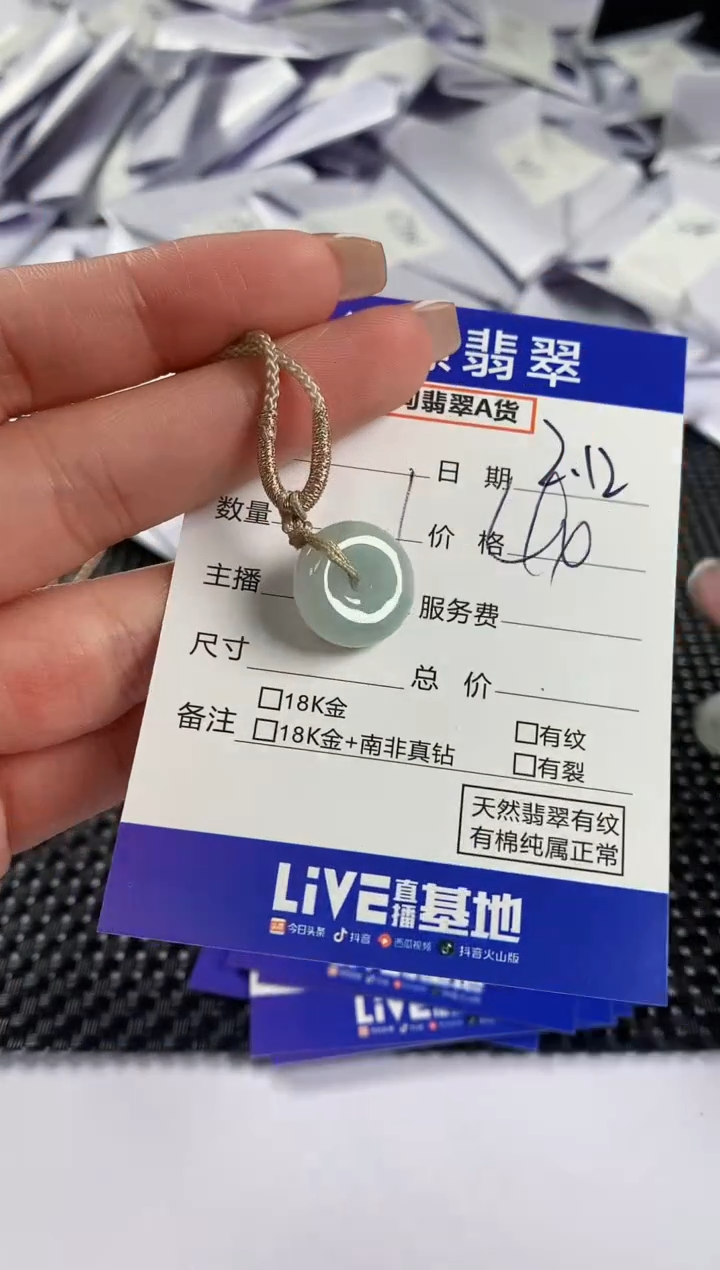 翡翠
翡翠A货
日 期 2.12
数量
价 格
主播
服务费
尺寸
总 价
备注
□18K金
□有纹
□18K金+南非真钻
□有裂
天然翡翠有纹
有棉纯属正常
LiVE直播基地
今日头条 抖音 西瓜视频 抖音火山版
LiVE